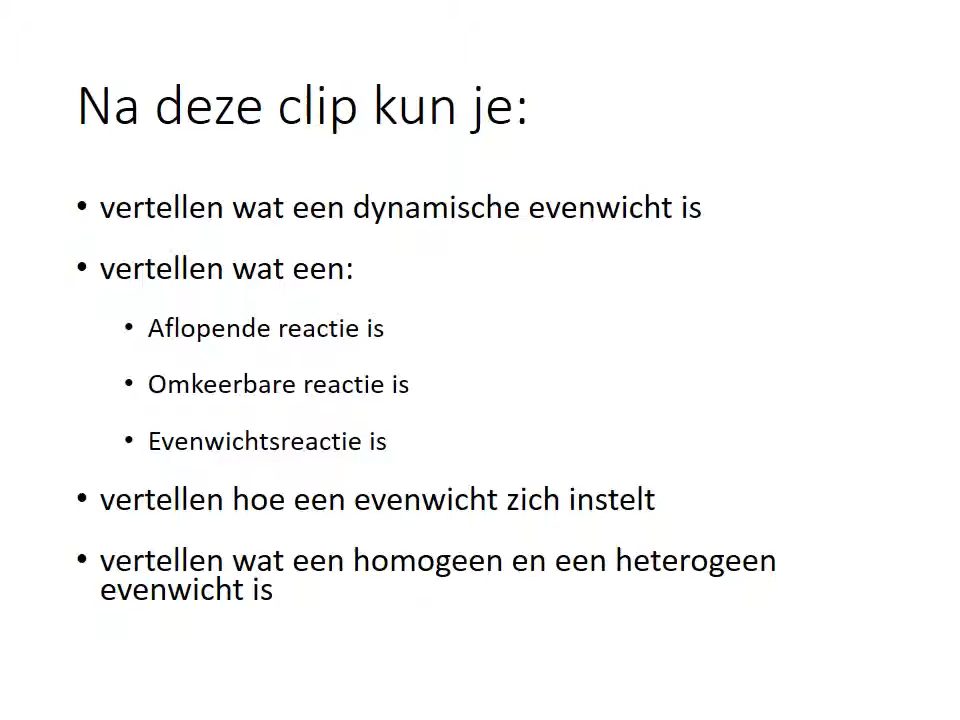 Na deze clip kun je:
• vertellen wat een dynamische evenwicht is
• vertellen wat een:
• Aflopende reactie is
• Omkeerbare reactie is
• Evenwichtsreactie is
• vertellen hoe een evenwicht zich instelt
• vertellen wat een homogeen en een heterogeen
evenwicht is